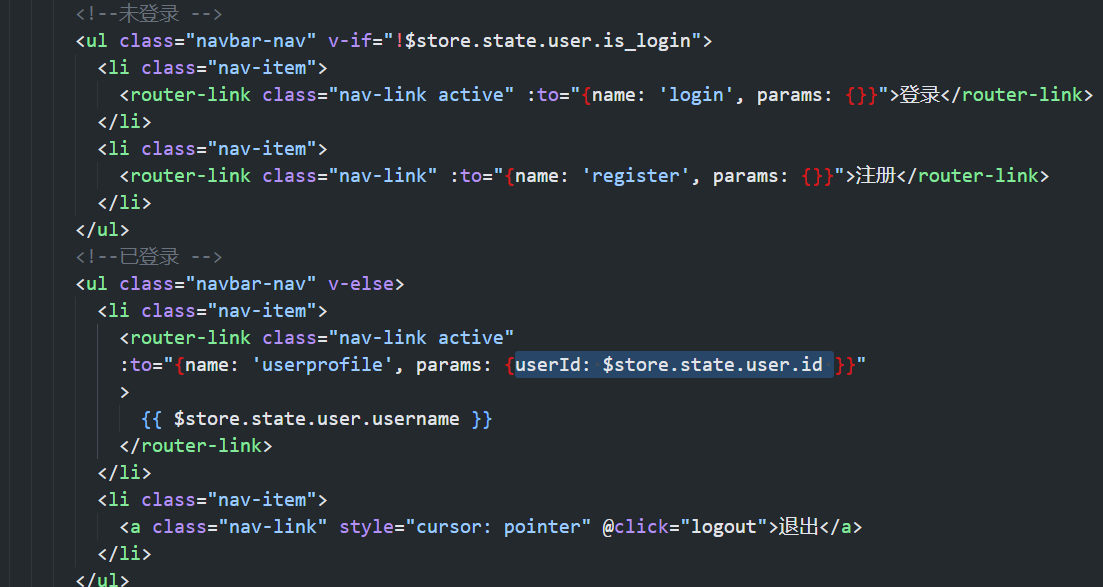 <!--未登录 -->
<ul class="navbar-nav" v-if="!$store.state.user.is_login">
<li class="nav-item">
<router-link class="nav-link active" :to="{name: 'login', params: {}}">登录</router-link>
</li>
<li class="nav-item">
<router-link class="nav-link" :to="{name: 'register', params: {}}">注册</router-link>
</li>
</ul>
<!--已登录 -->
<ul class="navbar-nav" v-else>
<li class="nav-item">
<router-link class="nav-link active"
:to="{name: 'userprofile', params: {userId: $store.state.user.id }}"
>
{{ $store.state.user.username }}
</router-link>
</li>
<li class="nav-item">
<a class="nav-link" style="cursor: pointer" @click="logout">退出</a>
</li>
</ul>